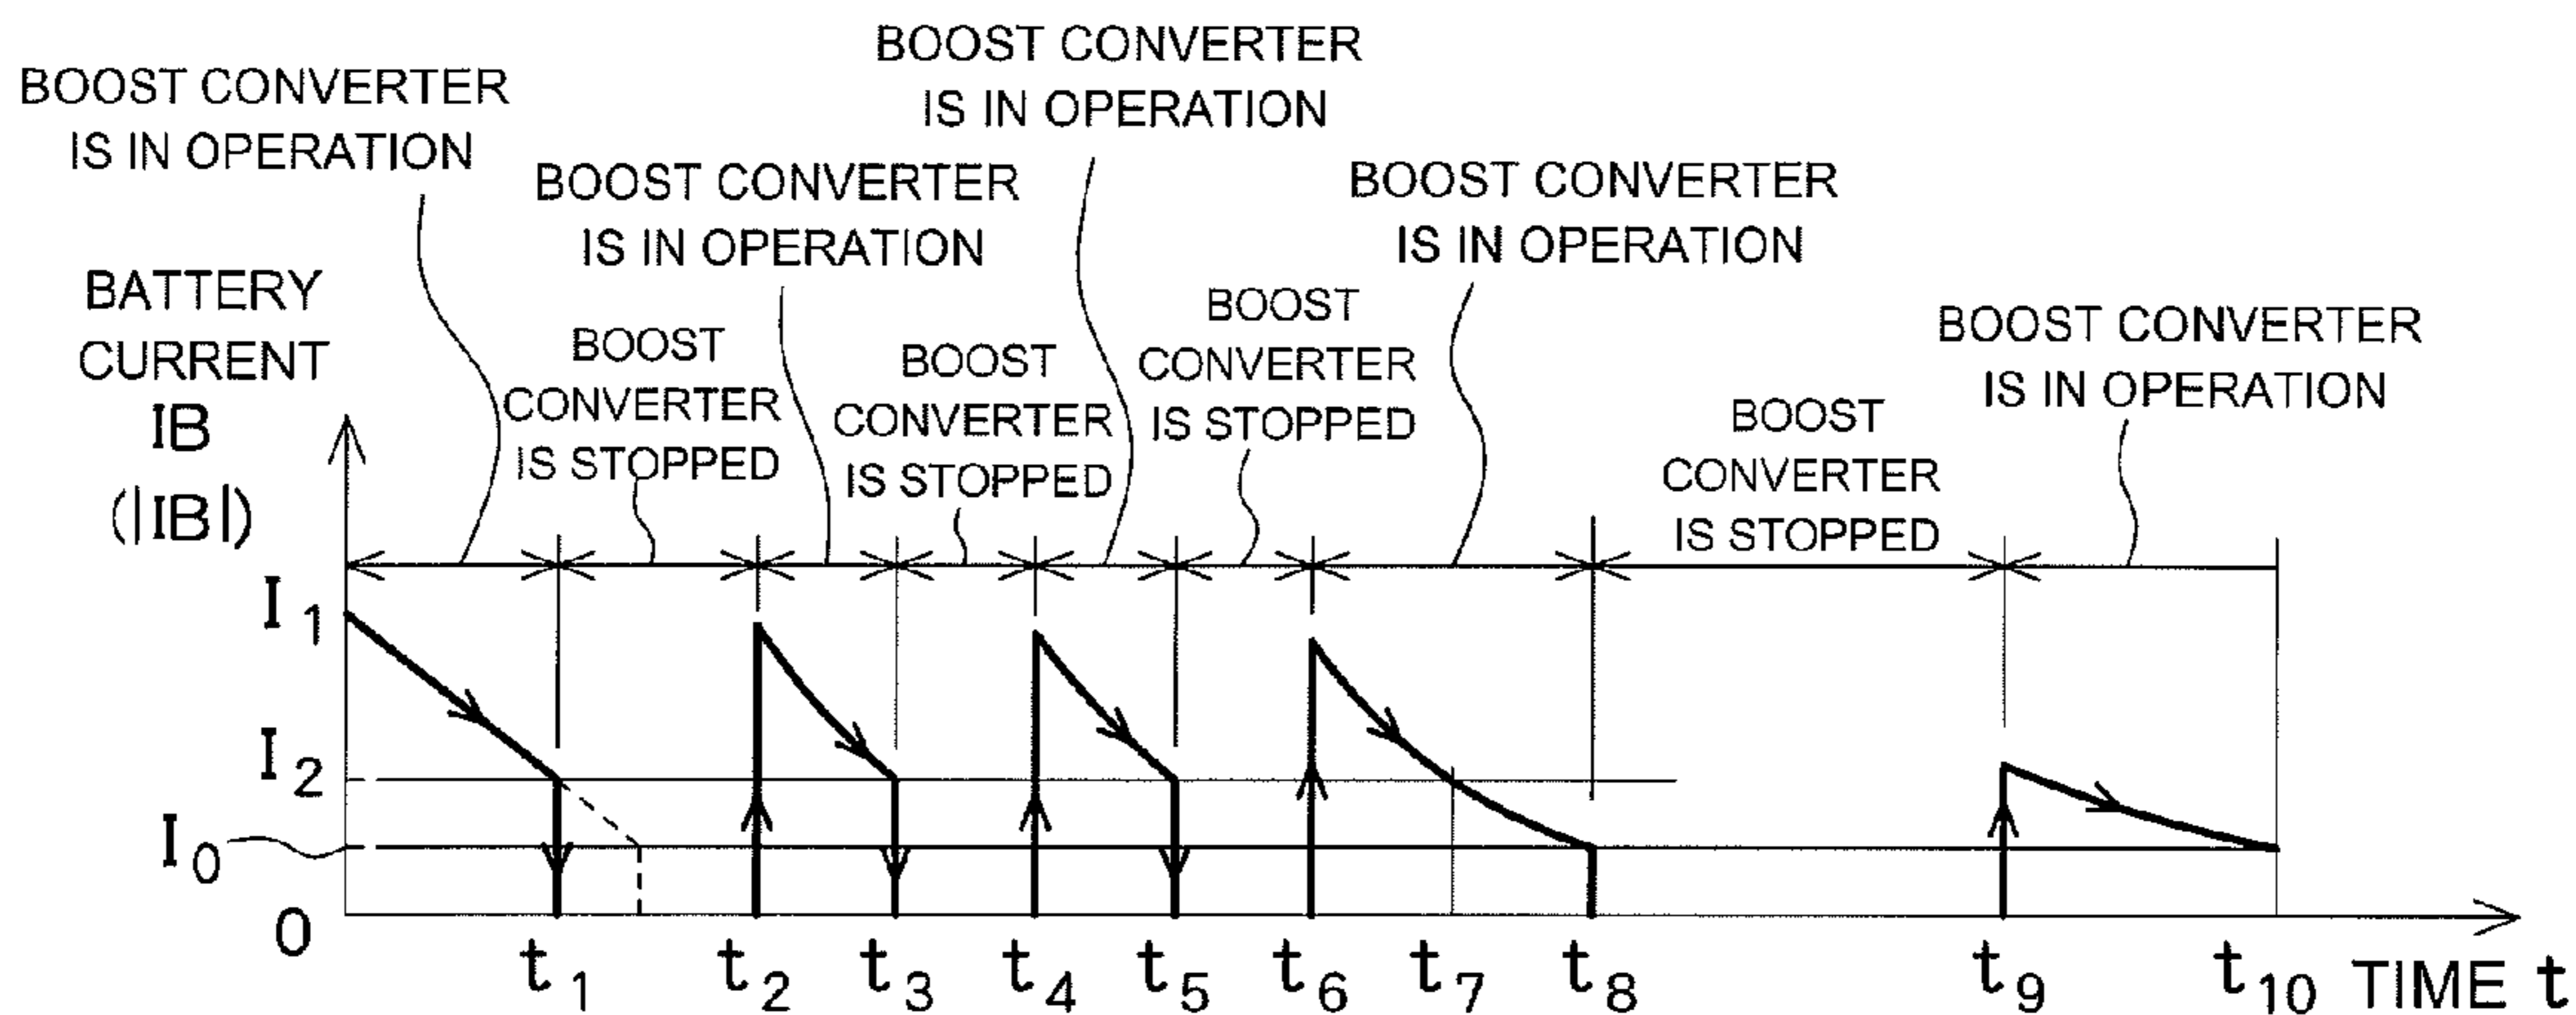 BOOST CONVERTER
IS IN OPERATION
BOOST CONVERTER
IS IN OPERATION
BOOST CONVERTER
IS IN OPERATION
BOOST CONVERTER
IS IN OPERATION
BOOST CONVERTER
IS IN OPERATION
BOOST
CONVERTER
IS STOPPED
BOOST
CONVERTER
IS STOPPED
BOOST
CONVERTER
IS STOPPED
BOOST
CONVERTER
IS STOPPED
BATTERY
CURRENT
IB
(|IB|)
I1
I2
I0
0
t1 t2 t3 t4 t5 t6 t7 t8 t9 t10 TIME t